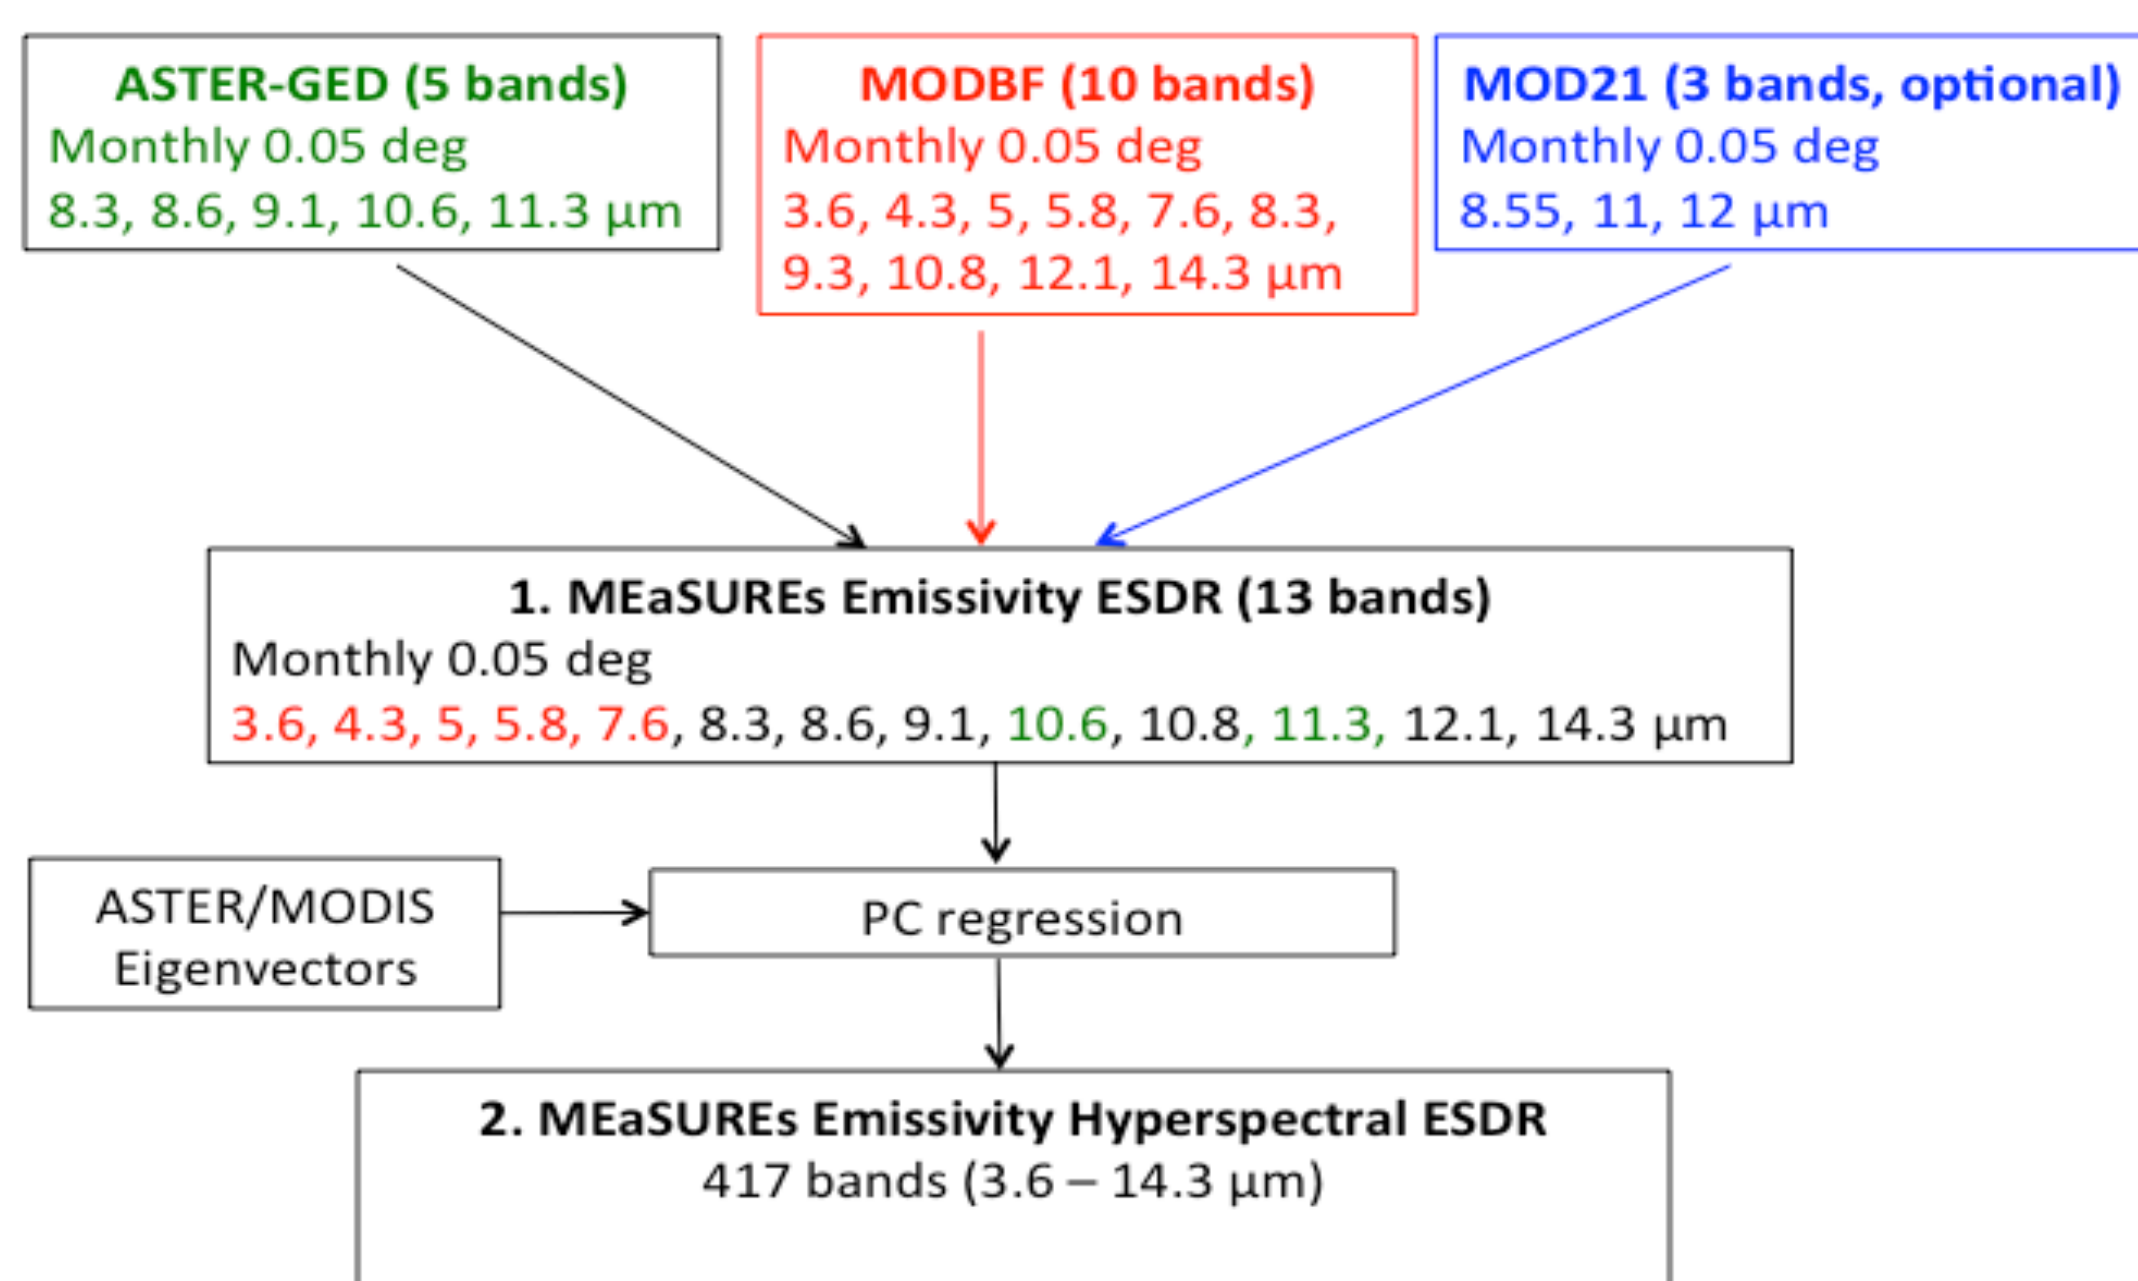 ASTER-GED (5 bands)
Monthly 0.05 deg
8.3, 8.6, 9.1, 10.6, 11.3 µm
MODBF (10 bands)
Monthly 0.05 deg
3.6, 4.3, 5, 5.8, 7.6, 8.3,
9.3, 10.8, 12.1, 14.3 µm
MOD21 (3 bands, optional)
Monthly 0.05 deg
8.55, 11, 12 µm
1. MEaSUREs Emissivity ESDR (13 bands)
Monthly 0.05 deg
3.6, 4.3, 5, 5.8, 7.6, 8.3, 8.6, 9.1, 10.6, 10.8, 11.3, 12.1, 14.3 µm
ASTER/MODIS
Eigenvectors
PC regression
2. MEaSUREs Emissivity Hyperspectral ESDR
417 bands (3.6 – 14.3 µm)